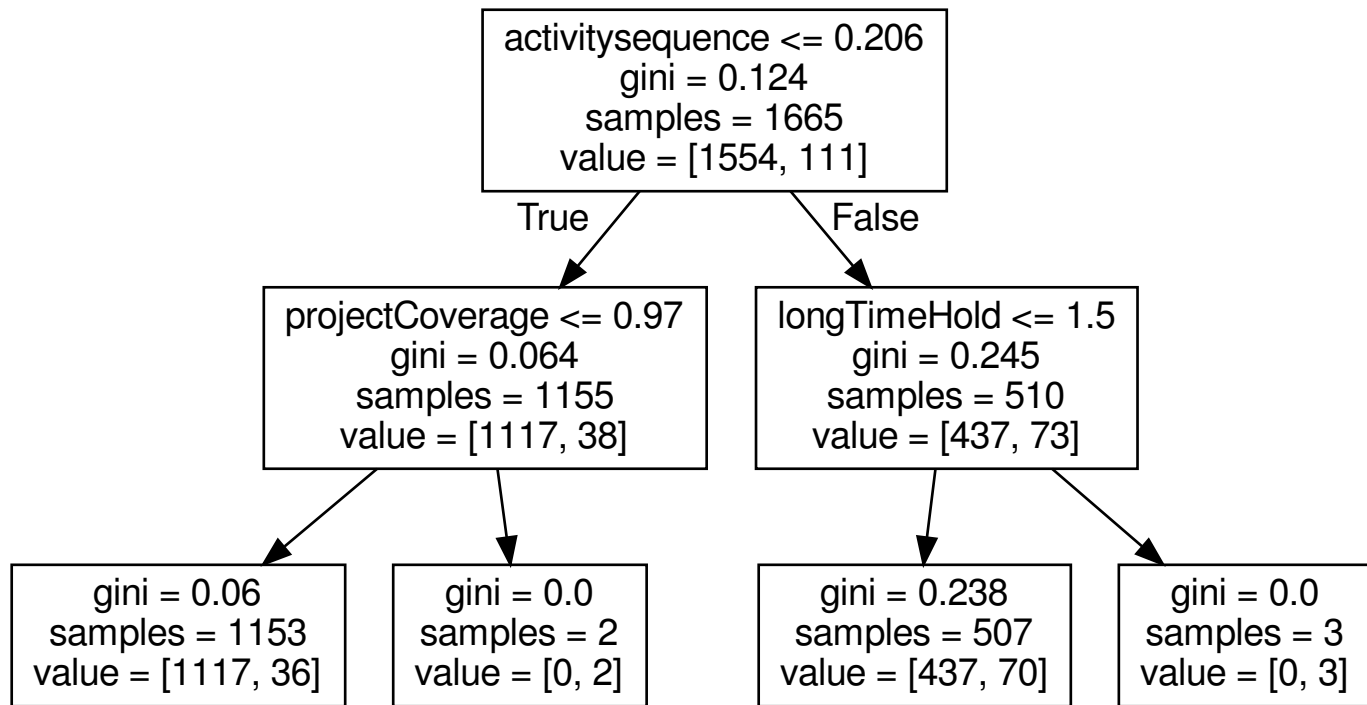 activitysequence <= 0.206
gini = 0.124
samples = 1665
value = [1554, 111]
True
False
projectCoverage <= 0.97
gini = 0.064
samples = 1155
value = [1117, 38]
longTimeHold <= 1.5
gini = 0.245
samples = 510
value = [437, 73]
gini = 0.06
samples = 1153
value = [1117, 36]
gini = 0.0
samples = 2
value = [0, 2]
gini = 0.238
samples = 507
value = [437, 70]
gini = 0.0
samples = 3
value = [0, 3]